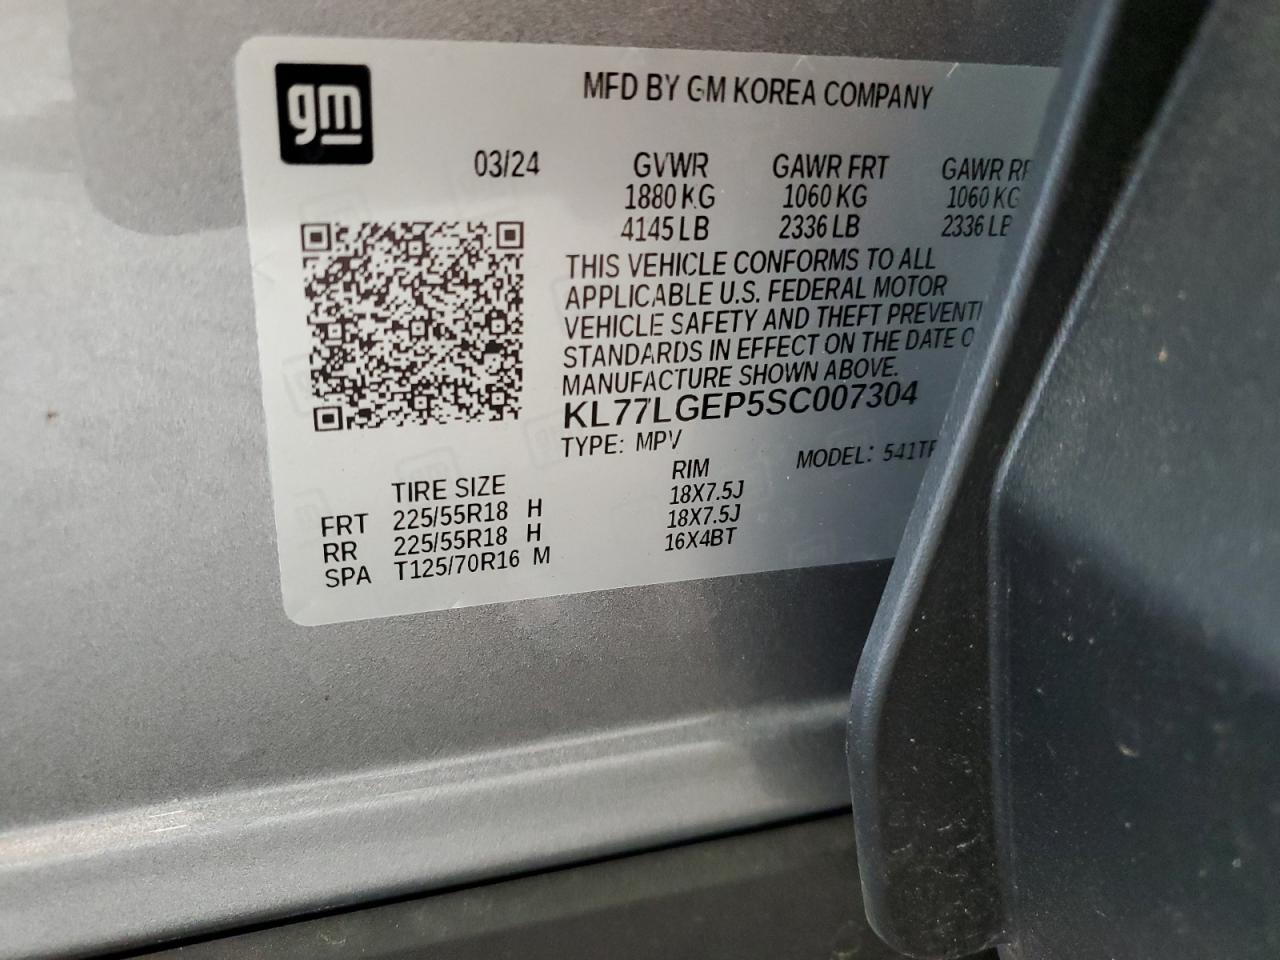 gm
MFD BY GM KOREA COMPANY
03/24 GVWR GAWR FRT GAWR
1880 KG 1060 KG 1060 KG
4145 LB 2336 LB 2336 LB
THIS VEHICLE CONFORMS TO ALL
APPLICABLE U.S. FEDERAL MOTOR
VEHICLE SAFETY AND THEFT PREVENTI
STANDARDS IN EFFECT ON THE DATE O
MANUFACTURE SHOWN ABOVE.
KL77LGEP5SC007304
TYPE: MPV MODEL: 541T
TIRE SIZE RIM
FRT 225/55R18 H 18X7.5J
RR 225/55R18 H 18X7.5J
SPA T125/70R16 M 16X4BT